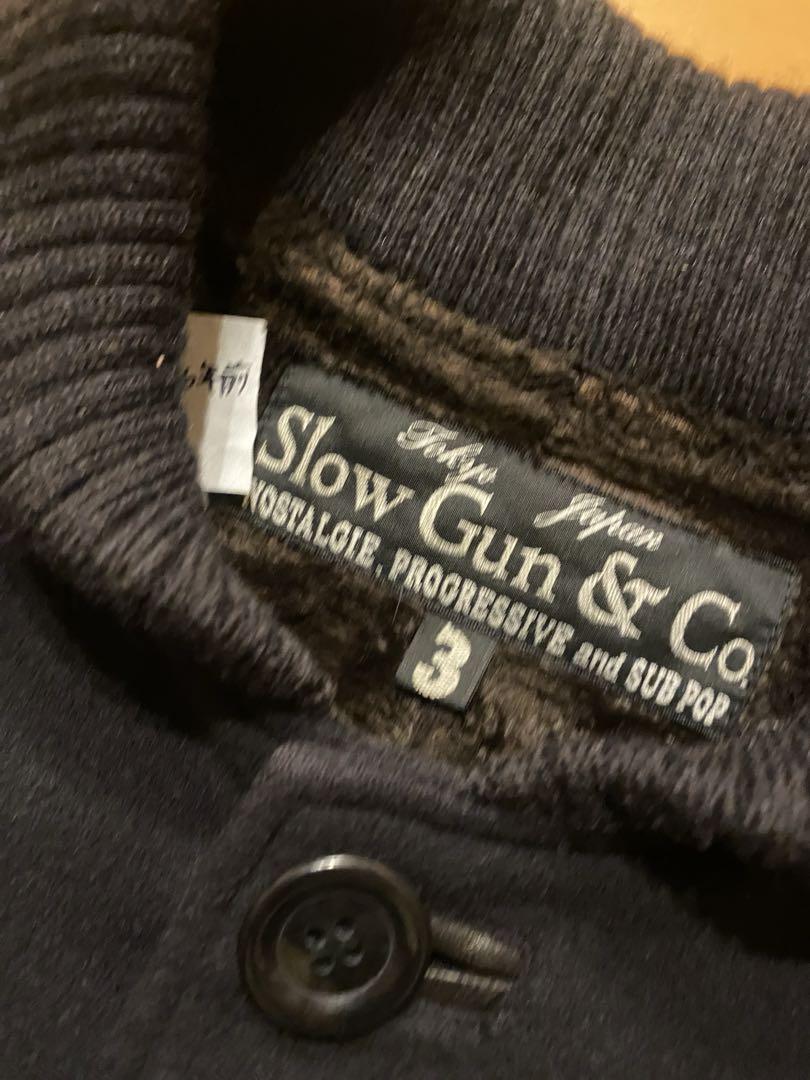 Tokyo Japan
Slow Gun & Co.
NOSTALGIE, PROGRESSIVE and SUB POP
3